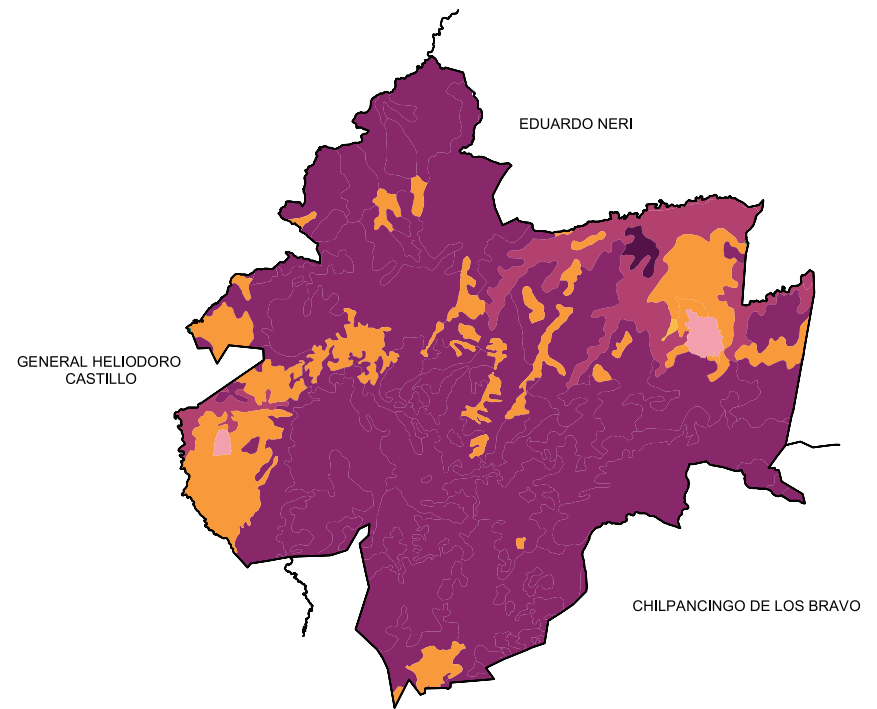 EDUARDO NERI
GENERAL HELIODORO
CASTILLO
CHILPANCINGO DE LOS BRAVO